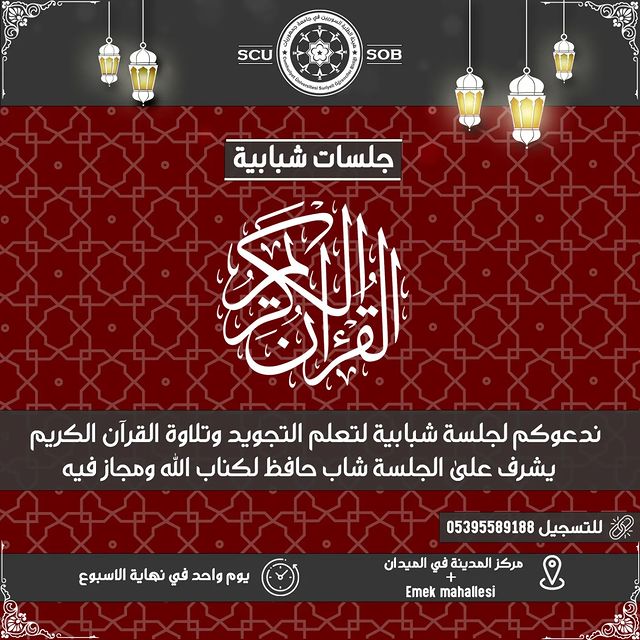 SCU SOB
جلسات شبابية
القرآن الكريم
ندعوكم لجلسة شبابية لتعلم التجويد وتلاوة القرآن الكريم
يشرف على الجلسة شاب حافظ لكناب الله ومجاز فيه
للتسجيل 05395589188
مركز المدينة في الميدان
+
Emek mahallesi
يوم واحد في نهاية الاسبوع